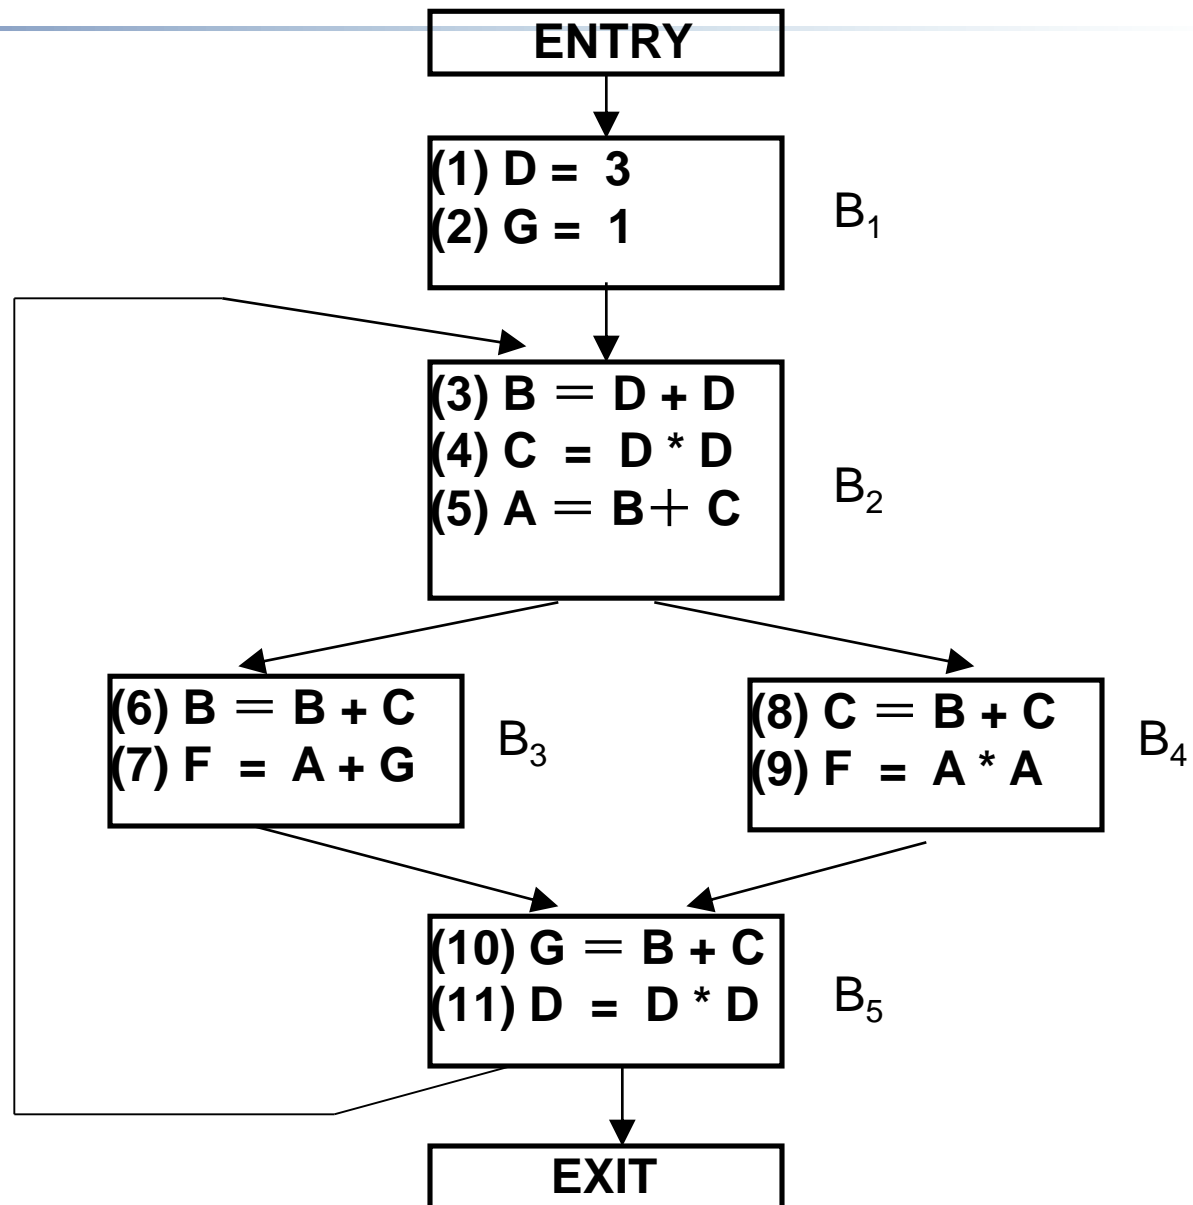 ENTRY
(1) D = 3
(2) G = 1
B₁
(3) B = D + D
(4) C = D * D
(5) A = B+ C
B₂
(6) B = B + C
(7) F = A + G
B₃
(8) C = B + C
(9) F = A * A
B₄
(10) G = B + C
(11) D = D * D
B₅
EXIT